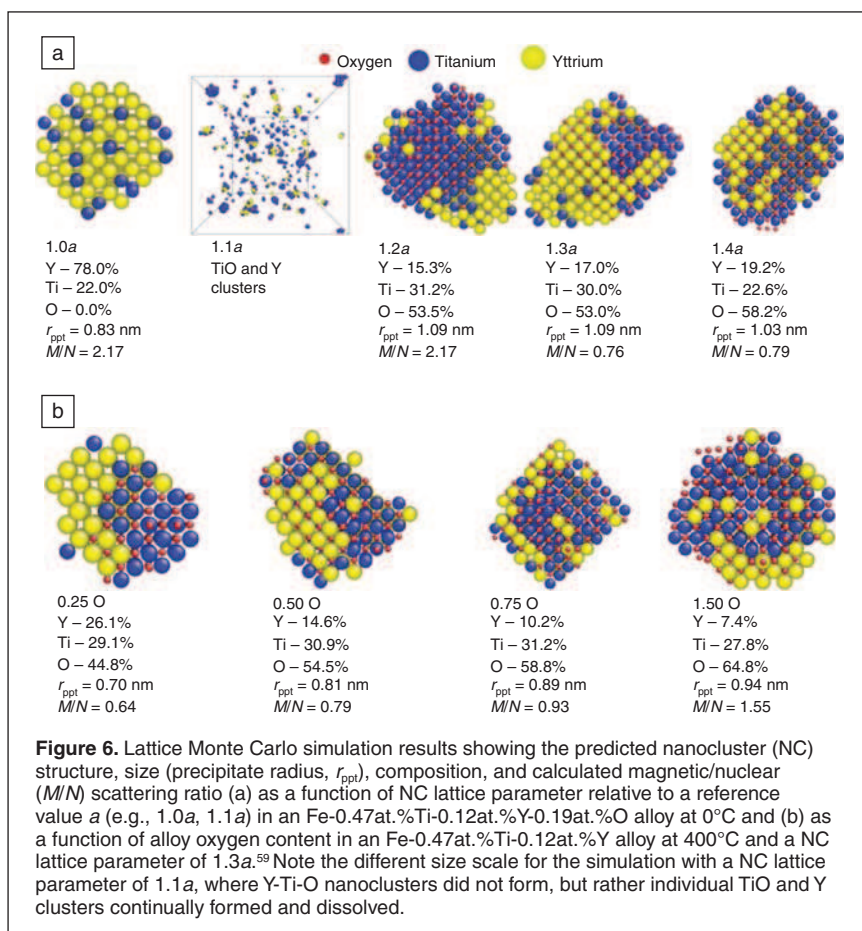 a
Oxygen Titanium Yttrium
1.0a
Y – 78.0%
Ti – 22.0%
O – 0.0%
rppt = 0.83 nm
M/N = 2.17
1.1a
TiO and Y
clusters
1.2a
Y – 15.3%
Ti – 31.2%
O – 53.5%
rppt = 1.09 nm
M/N = 2.17
1.3a
Y – 17.0%
Ti – 30.0%
O – 53.0%
rppt = 1.09 nm
M/N = 0.76
1.4a
Y – 19.2%
Ti – 22.6%
O – 58.2%
rppt = 1.03 nm
M/N = 0.79
b
0.25 O
Y – 26.1%
Ti – 29.1%
O – 44.8%
rppt = 0.70 nm
M/N = 0.64
0.50 O
Y – 14.6%
Ti – 30.9%
O – 54.5%
rppt = 0.81 nm
M/N = 0.79
0.75 O
Y – 10.2%
Ti – 31.2%
O – 58.8%
rppt = 0.89 nm
M/N = 0.93
1.50 O
Y – 7.4%
Ti – 27.8%
O – 64.8%
rppt = 0.94 nm
M/N = 1.55
Figure 6. Lattice Monte Carlo simulation results showing the predicted nanocluster (NC)
structure, size (precipitate radius, rppt), composition, and calculated magnetic/nuclear
(M/N) scattering ratio (a) as a function of NC lattice parameter relative to a reference
value a (e.g., 1.0a, 1.1a) in an Fe-0.47at.%Ti-0.12at.%Y-0.19at.%O alloy at 0°C and (b) as
a function of alloy oxygen content in an Fe-0.47at.%Ti-0.12at.%Y alloy at 400°C and a NC
lattice parameter of 1.3a.⁵⁹ Note the different size scale for the simulation with a NC lattice
parameter of 1.1a, where Y-Ti-O nanoclusters did not form, but rather individual TiO and Y
clusters continually formed and dissolved.